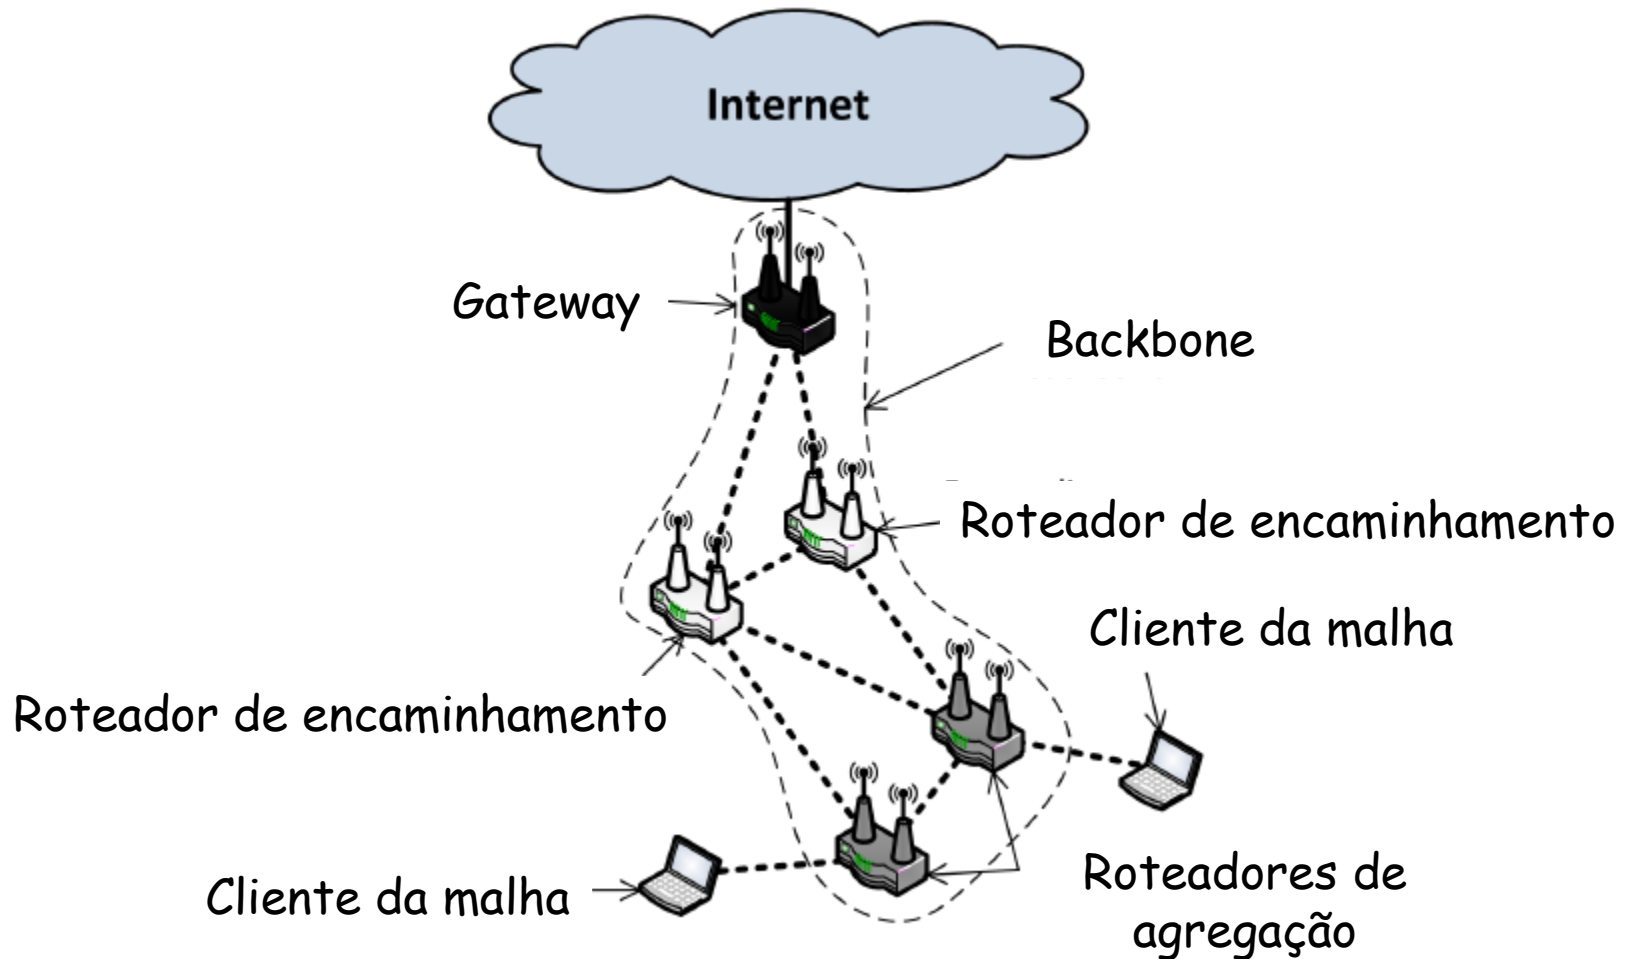 Internet
Gateway
Backbone
Roteador de encaminhamento
Cliente da malha
Roteador de encaminhamento
Cliente da malha
Roteadores de
agregação